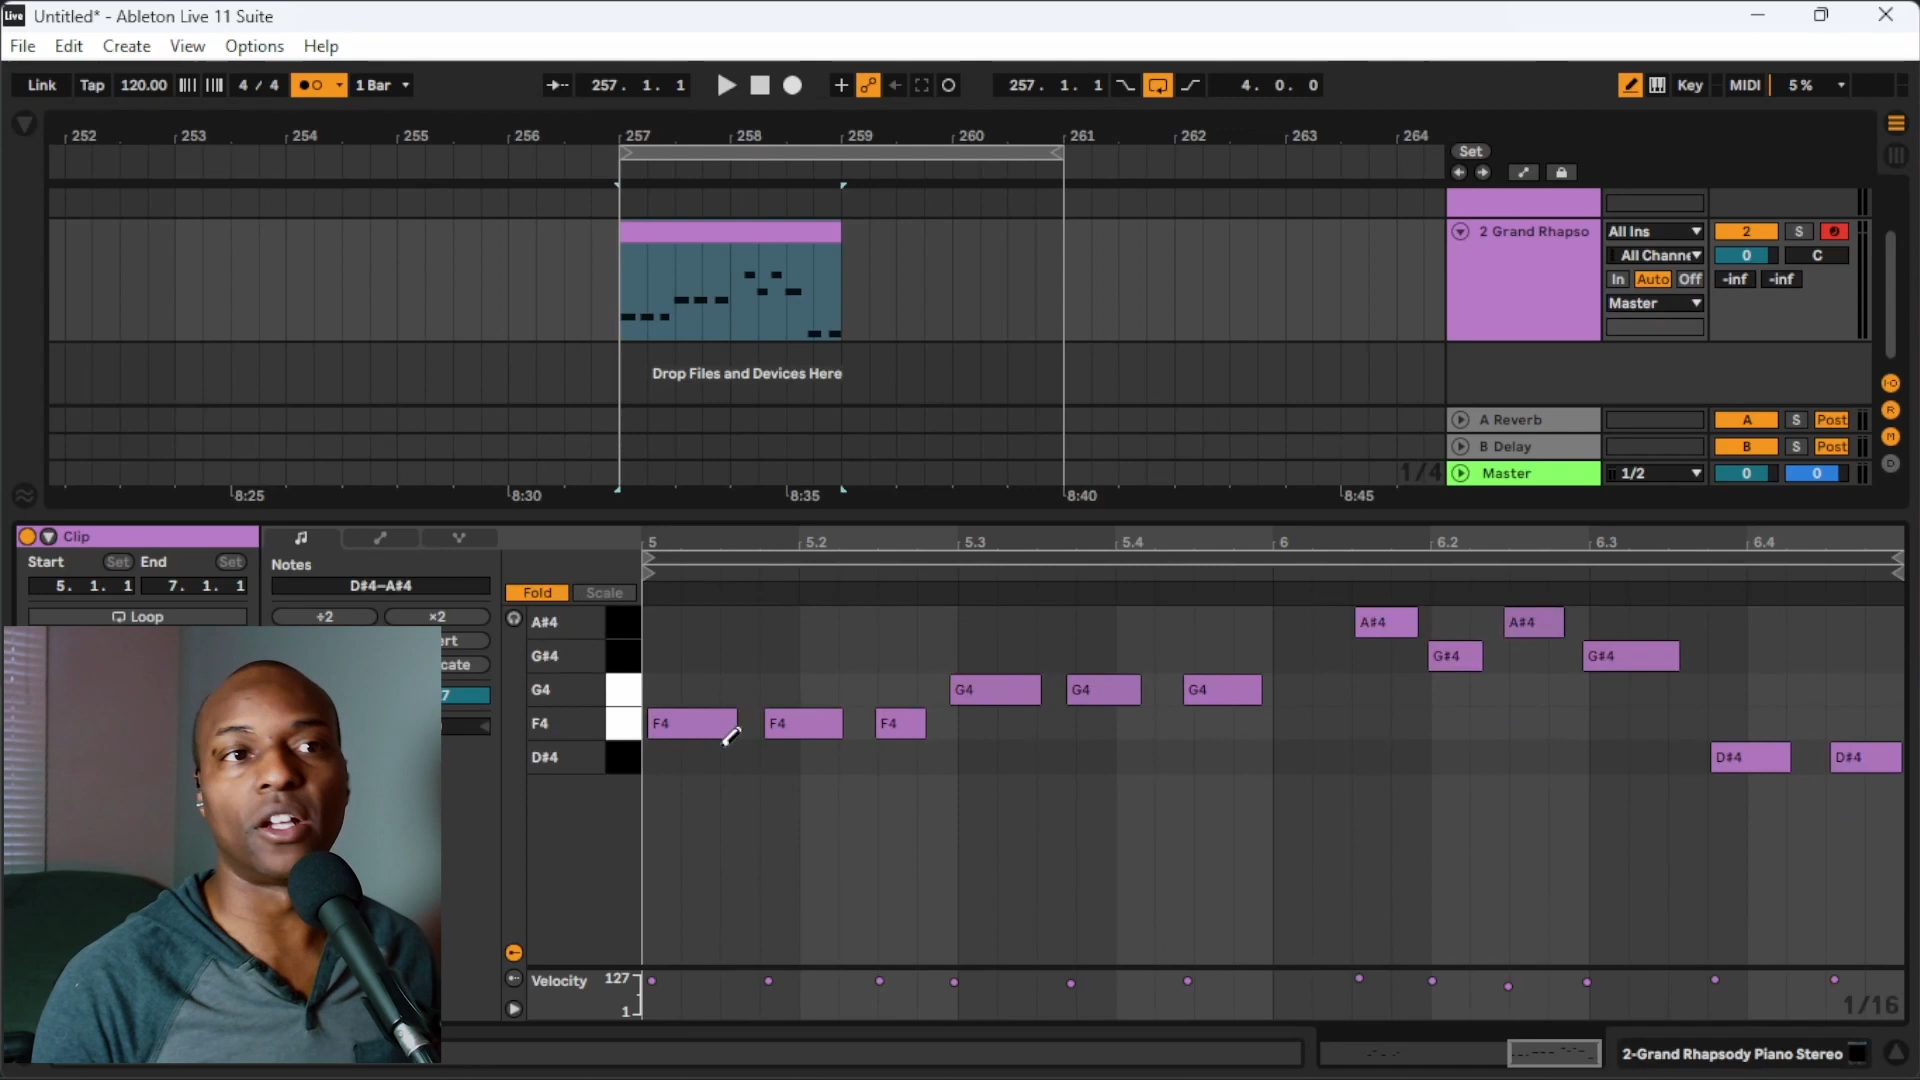 Live Untitled* - Ableton Live 11 Suite
File Edit Create View Options Help
Link Tap 120.00 4 / 4 1 Bar 257. 1. 1 257. 1. 1 4. 0. 0 Key MIDI 5 %
252 253 254 255 256 257 258 259 260 261 262 263 264
Set
2 Grand Rhapso All Ins 2 S
All Channe 0 C
In Auto Off -inf -inf
Master
Drop Files and Devices Here
A Reverb A S Post
B Delay B S Post
1/4 Master 1/2 0 0
8:25 8:30 8:35 8:40 8:45
Clip
Start Set End Set
5. 1. 1 7. 1. 1
Loop
Notes
D#4–A#4
÷2 ×2
ert
cate
7
5 5.2 5.3 5.4 6 6.2 6.3 6.4
Fold Scale
A#4 A#4 A#4
G#4 G#4 G#4
G4 G4 G4 G4
F4 F4 F4 F4
D#4 D#4 D#4
Velocity 127
1
1/16
2-Grand Rhapsody Piano Stereo